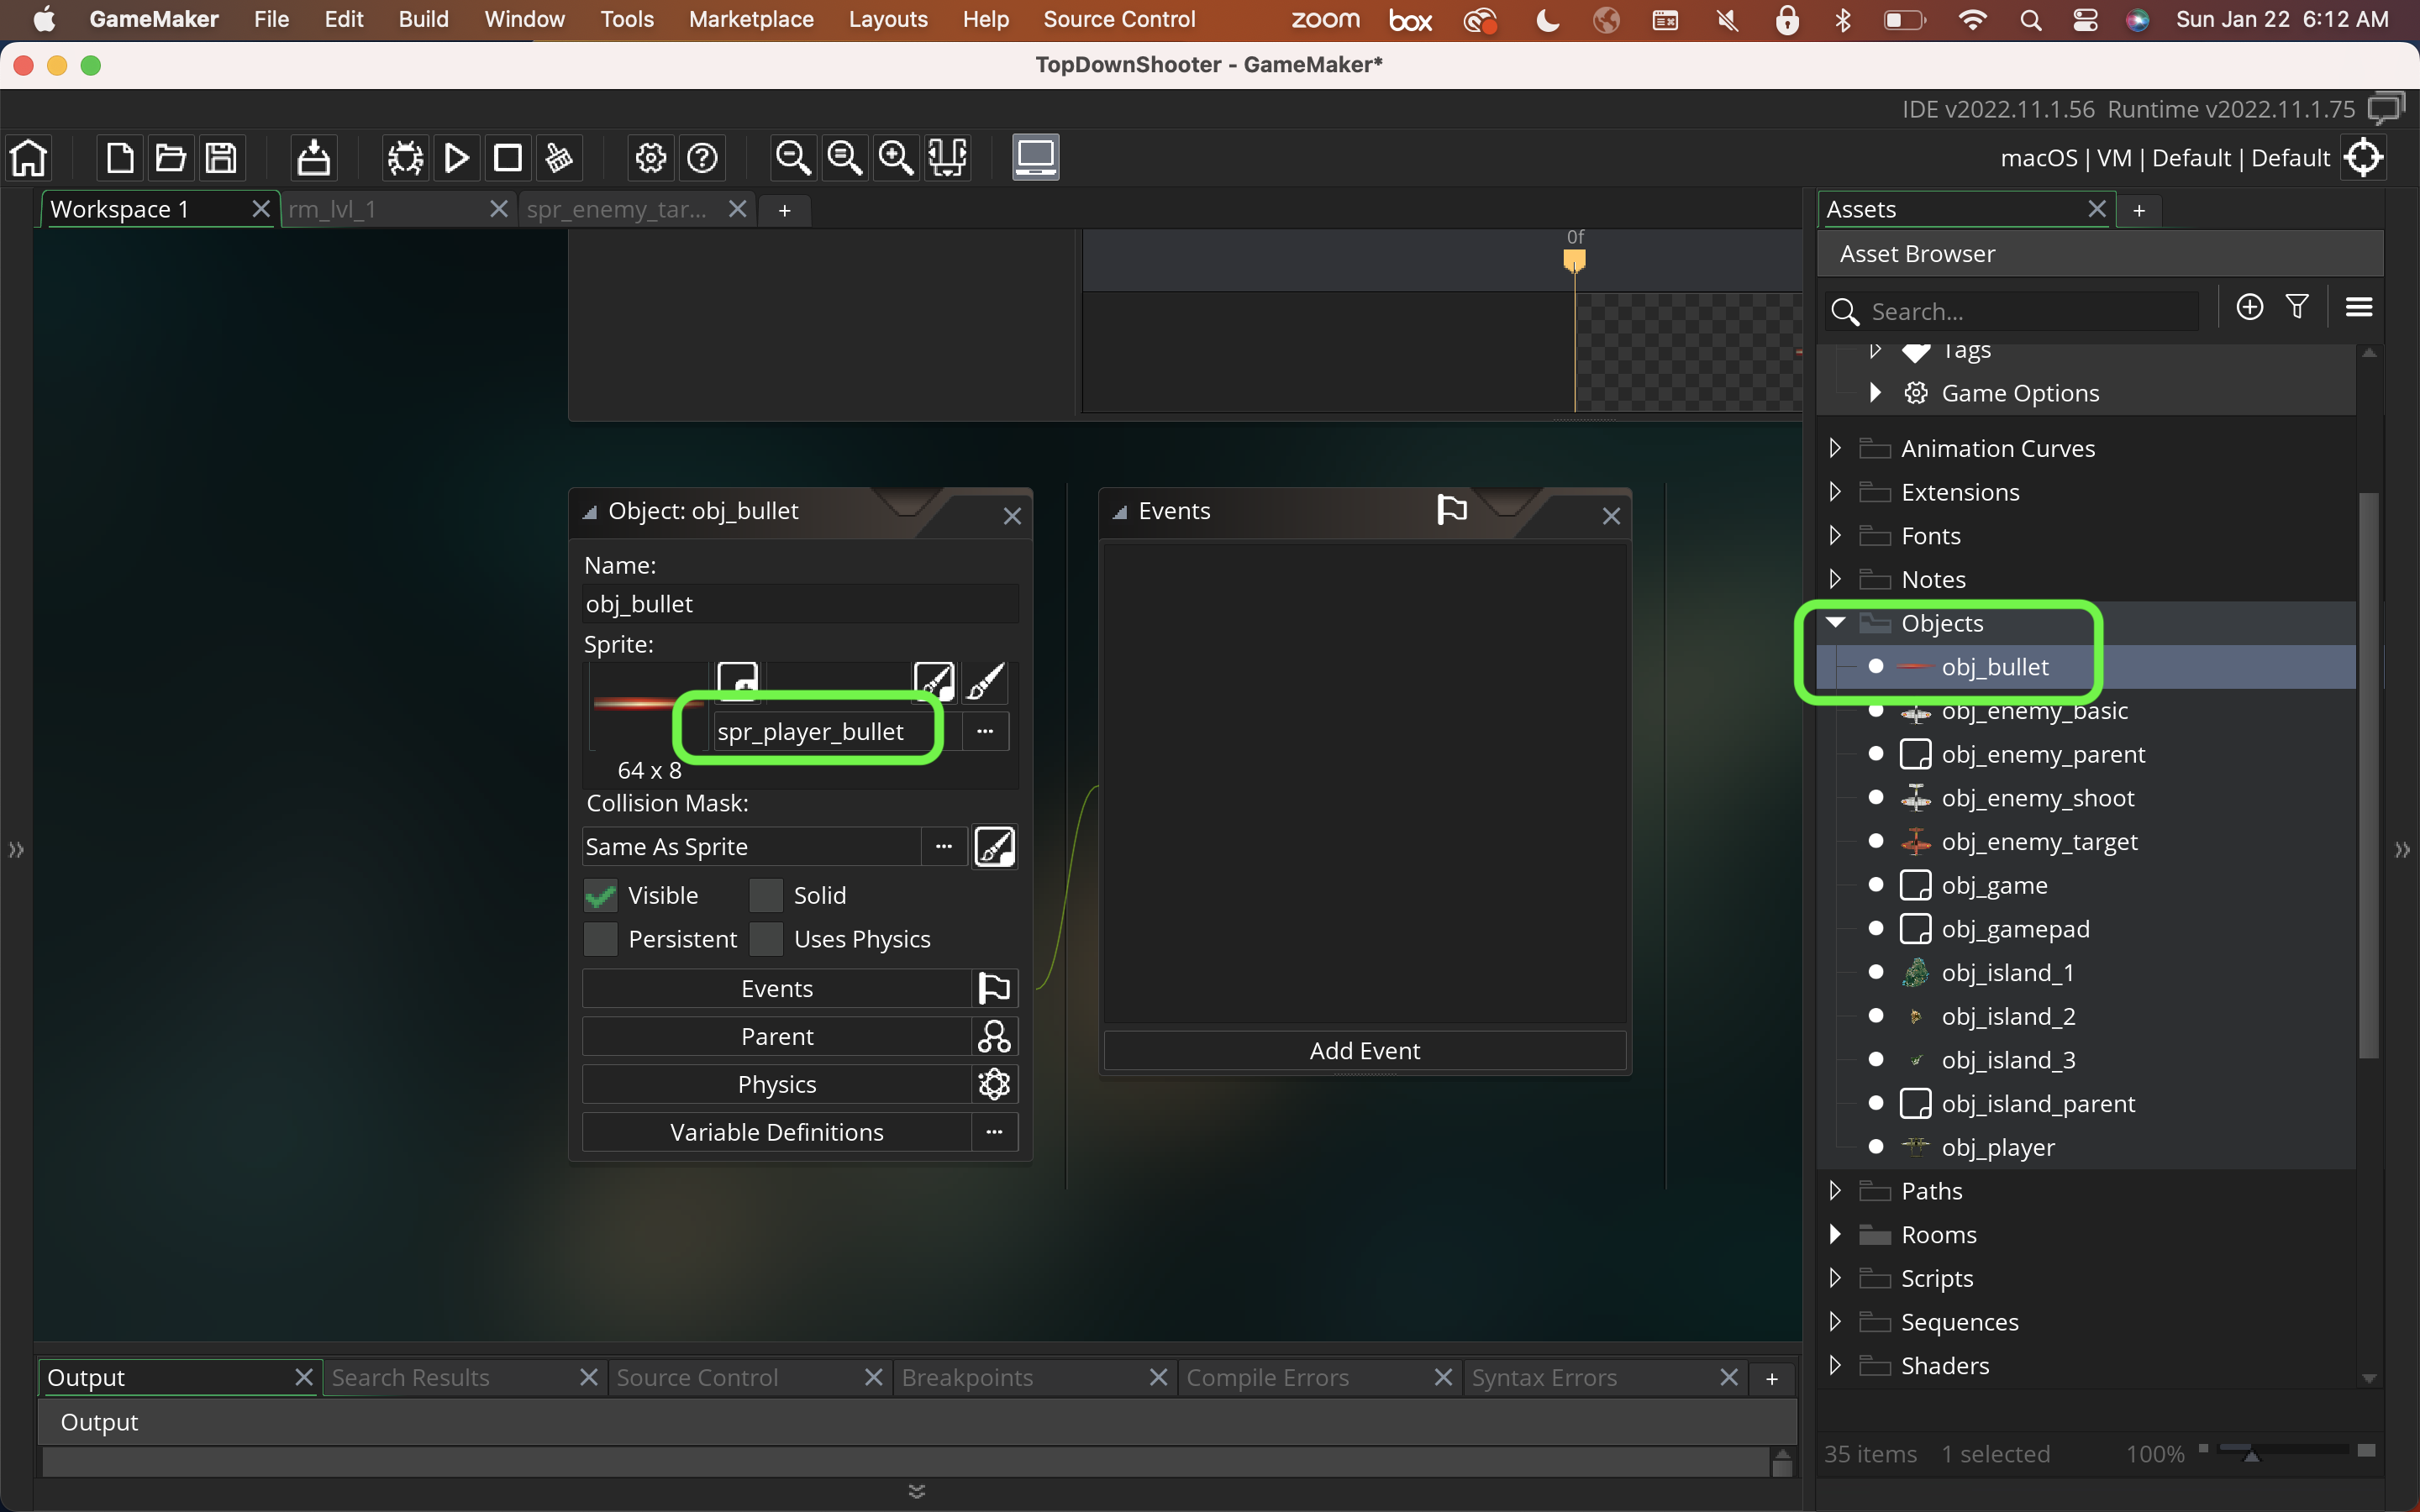 GameMaker File Edit Build Window Tools Marketplace Layouts Help Source Control zoom box Sun Jan 22 6:12 AM
TopDownShooter - GameMaker*
IDE v2022.11.1.56 Runtime v2022.11.1.75
macOS | VM | Default | Default
Workspace 1 rm_lvl_1 spr_enemy_tar... +
Assets +
0f
Asset Browser
Search...
Tags
Game Options
Animation Curves
Extensions
Fonts
Notes
Objects
obj_bullet
obj_enemy_basic
obj_enemy_parent
obj_enemy_shoot
obj_enemy_target
obj_game
obj_gamepad
obj_island_1
obj_island_2
obj_island_3
obj_island_parent
obj_player
Paths
Rooms
Scripts
Sequences
Shaders
35 items 1 selected 100%
Object: obj_bullet
Name:
obj_bullet
Sprite:
spr_player_bullet ...
64 x 8
Collision Mask:
Same As Sprite ...
Visible Solid
Persistent Uses Physics
Events
Parent
Physics
Variable Definitions ...
Events
Add Event
Output Search Results Source Control Breakpoints Compile Errors Syntax Errors +
Output